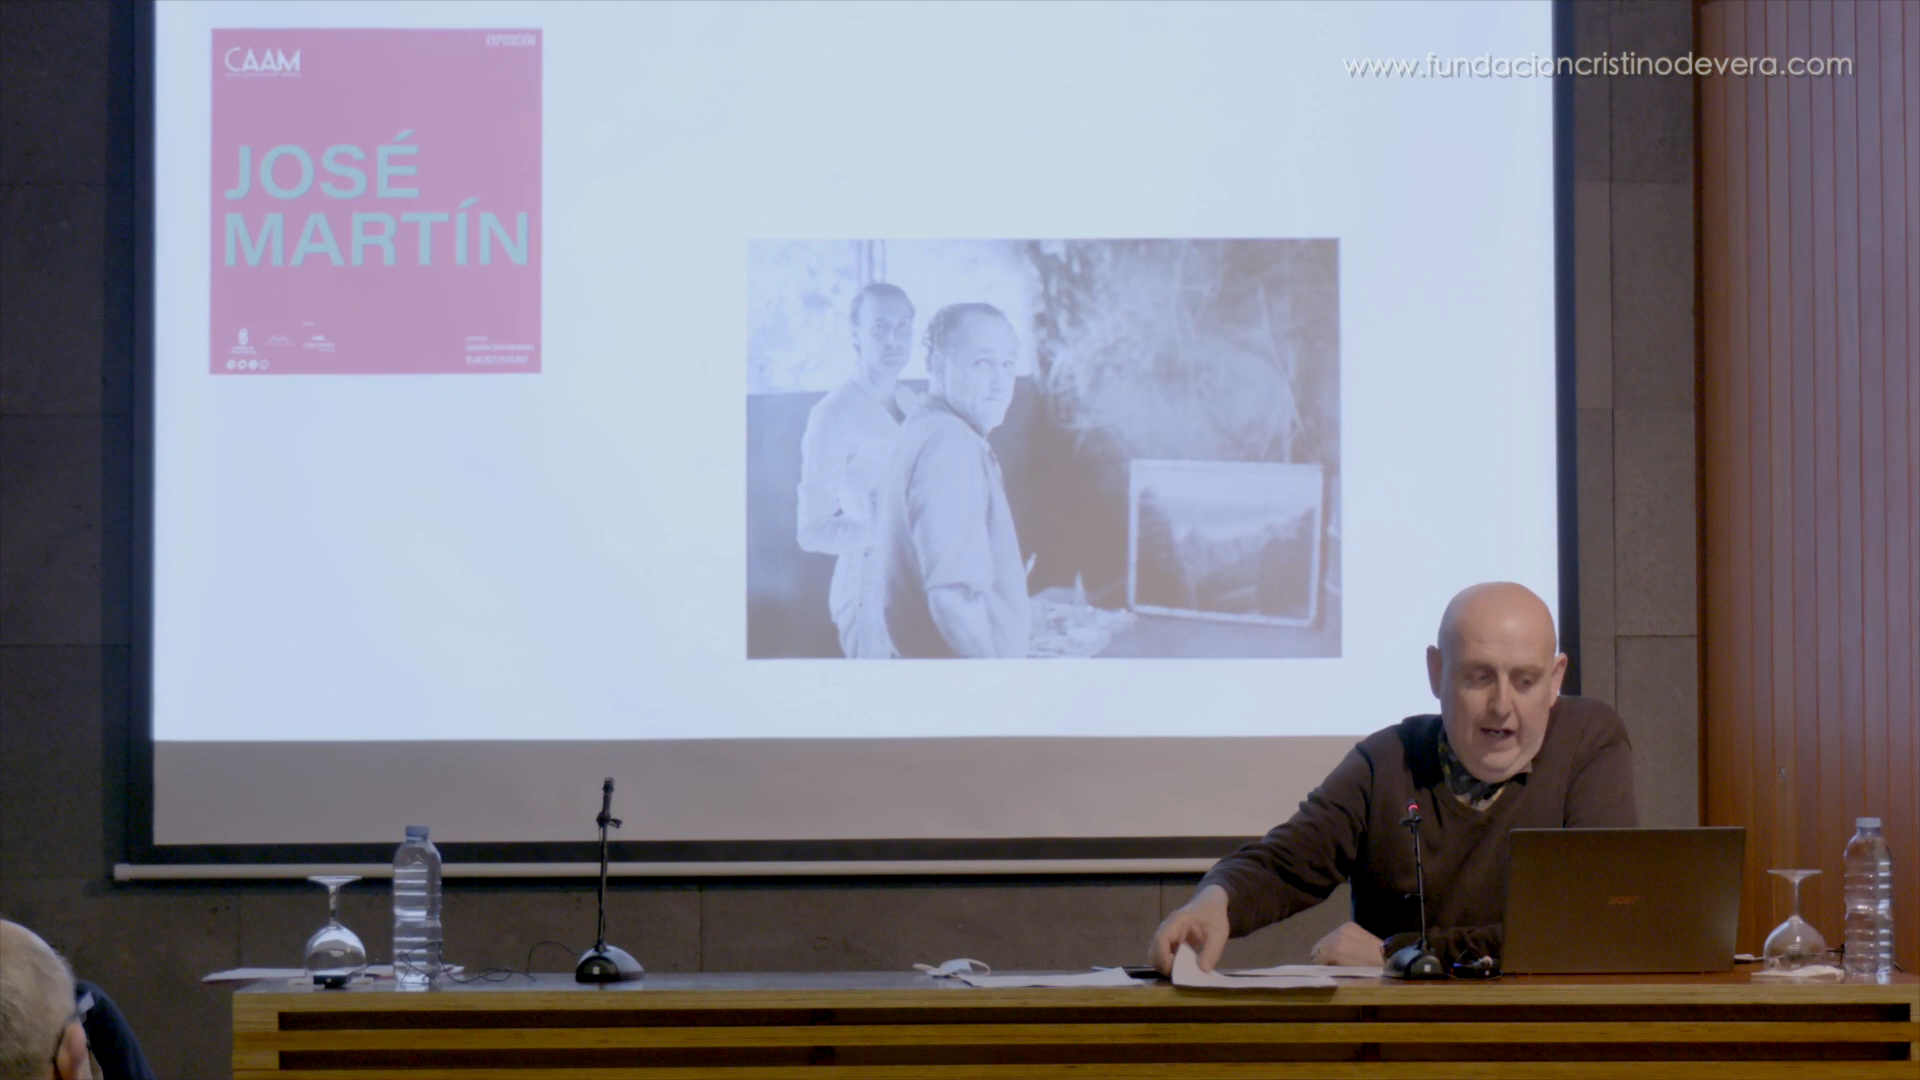 www.fundacioncristinodevera.com
EXPOSICIÓN
CAAM
JOSÉ
MARTÍN
acer